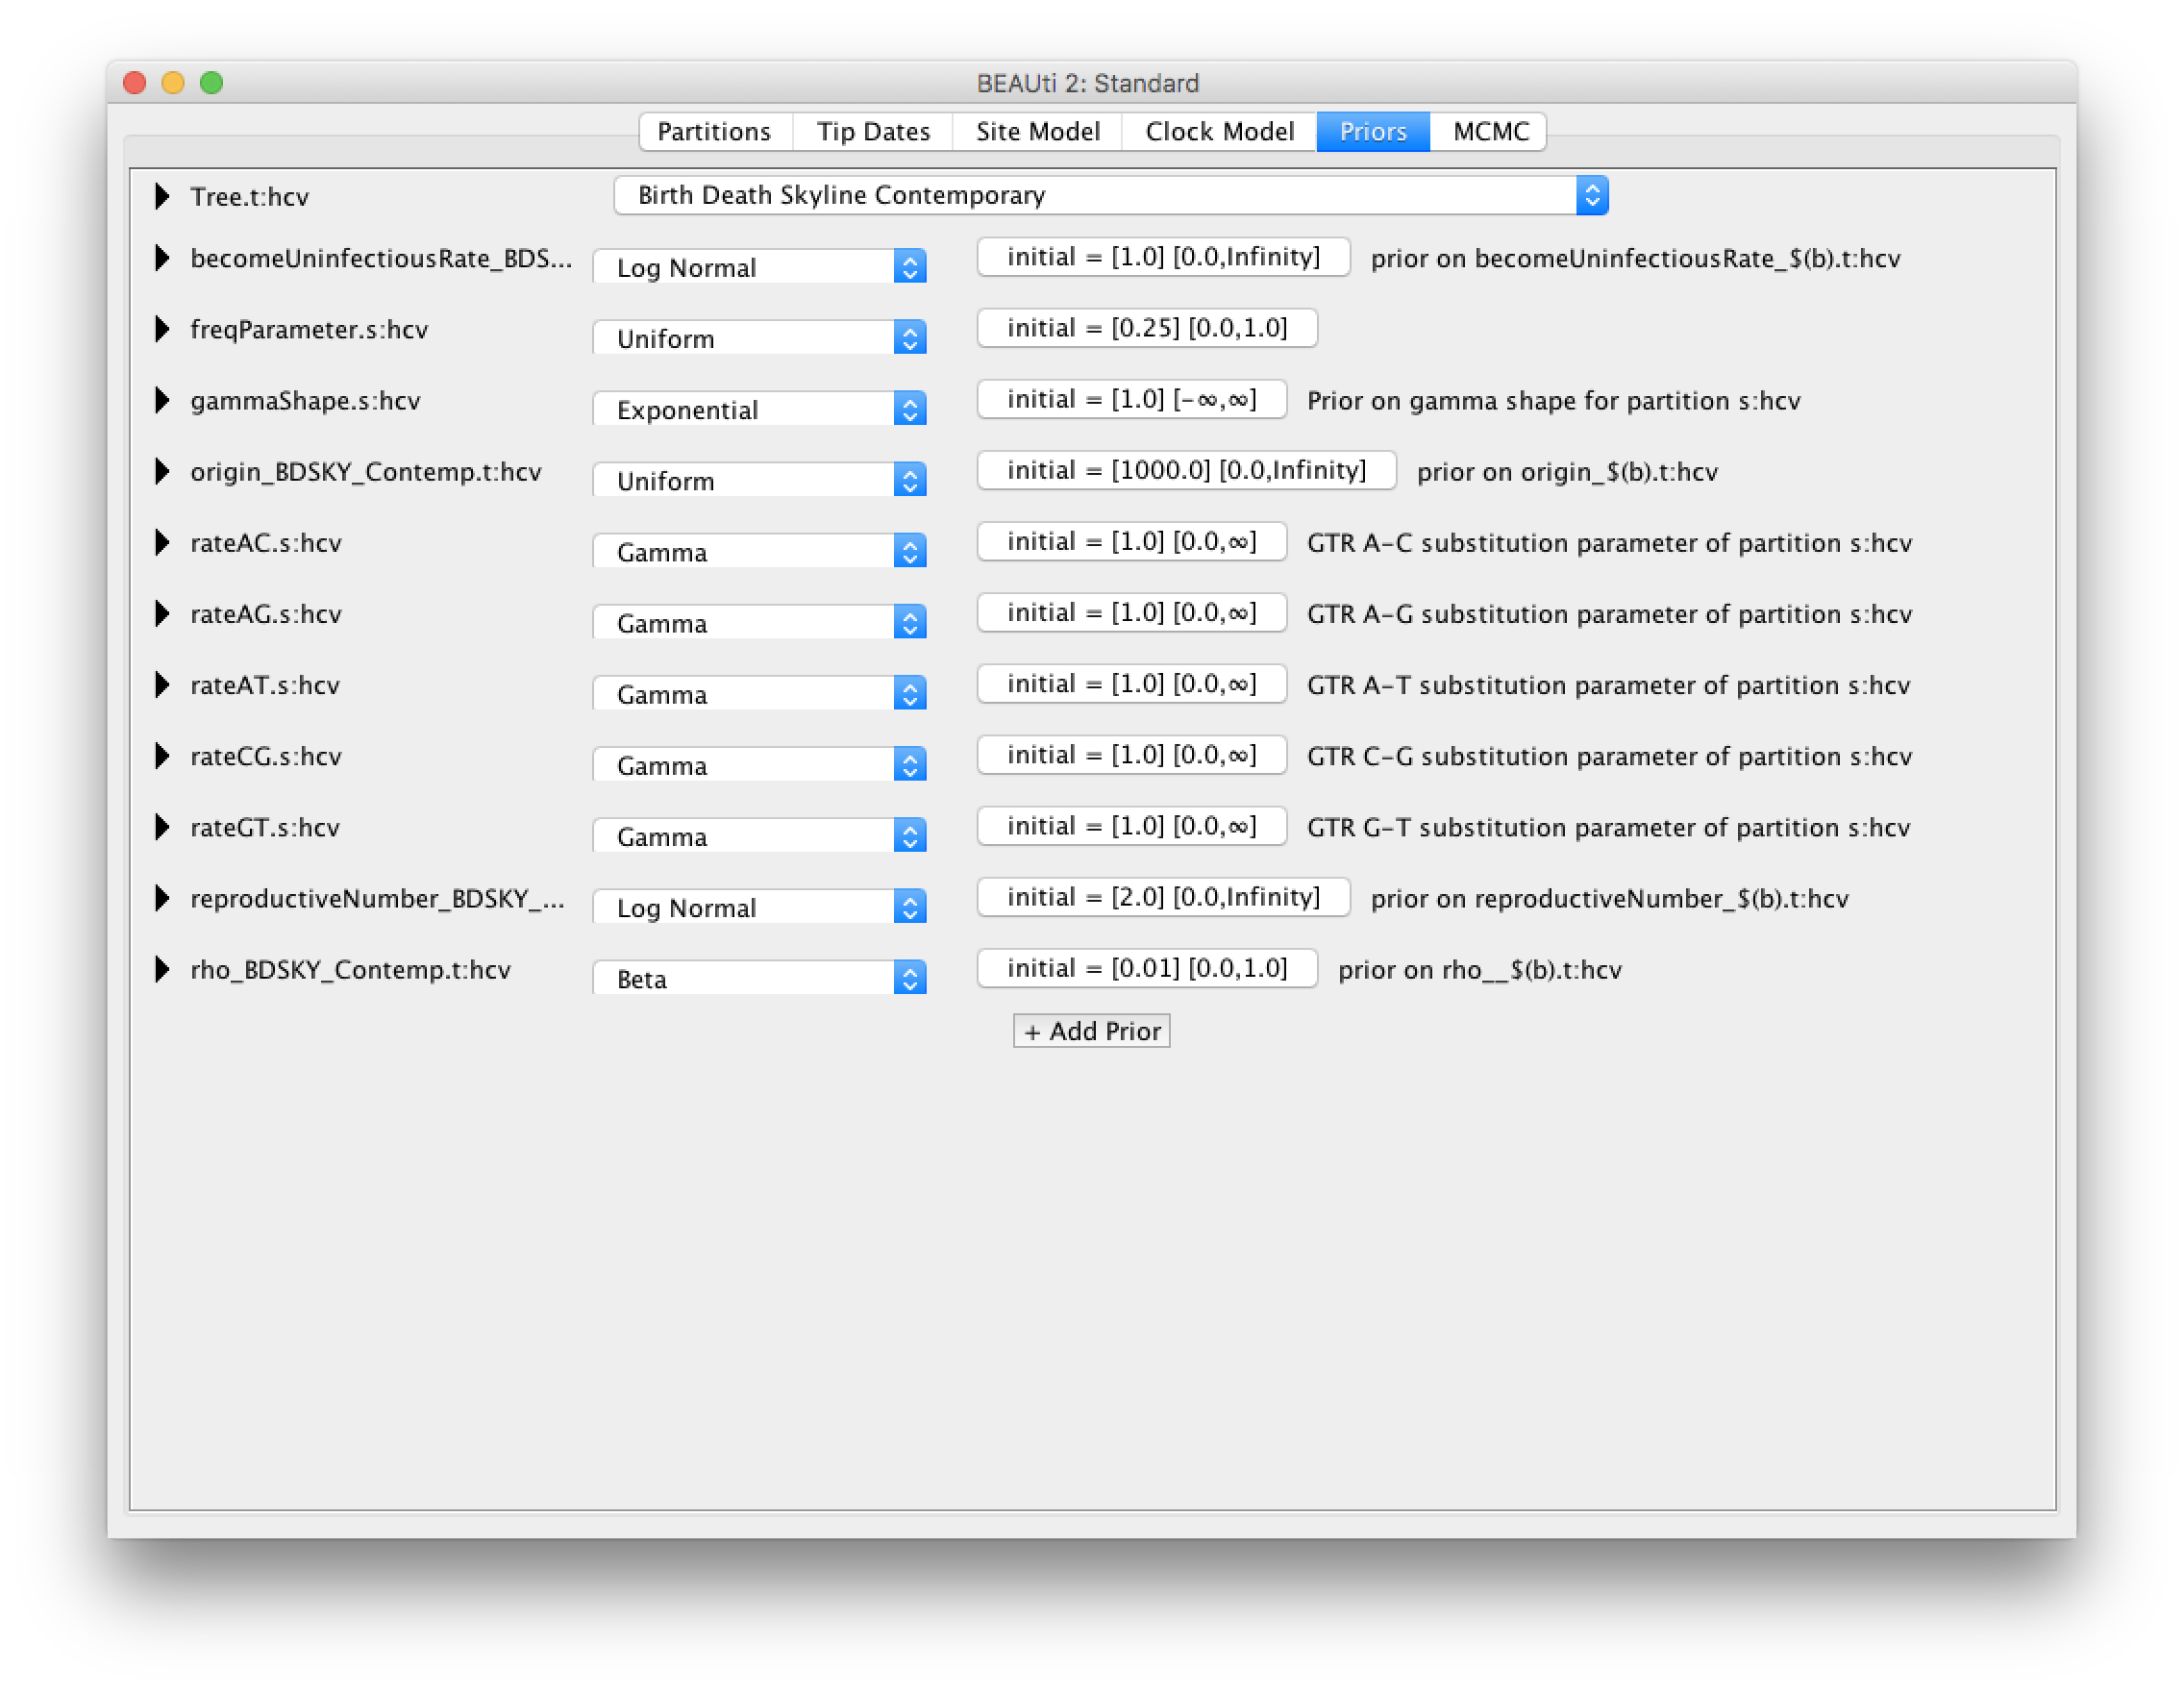 BEAUti 2: Standard
Partitions Tip Dates Site Model Clock Model Priors MCMC
Tree.t:hcv Birth Death Skyline Contemporary
becomeUninfectiousRate_BDS... Log Normal initial = [1.0] [0.0,Infinity] prior on becomeUninfectiousRate_$(b).t:hcv
freqParameter.s:hcv Uniform initial = [0.25] [0.0,1.0]
gammaShape.s:hcv Exponential initial = [1.0] [-∞,∞] Prior on gamma shape for partition s:hcv
origin_BDSKY_Contemp.t:hcv Uniform initial = [1000.0] [0.0,Infinity] prior on origin_$(b).t:hcv
rateAC.s:hcv Gamma initial = [1.0] [0.0,∞] GTR A-C substitution parameter of partition s:hcv
rateAG.s:hcv Gamma initial = [1.0] [0.0,∞] GTR A-G substitution parameter of partition s:hcv
rateAT.s:hcv Gamma initial = [1.0] [0.0,∞] GTR A-T substitution parameter of partition s:hcv
rateCG.s:hcv Gamma initial = [1.0] [0.0,∞] GTR C-G substitution parameter of partition s:hcv
rateGT.s:hcv Gamma initial = [1.0] [0.0,∞] GTR G-T substitution parameter of partition s:hcv
reproductiveNumber_BDSKY_... Log Normal initial = [2.0] [0.0,Infinity] prior on reproductiveNumber_$(b).t:hcv
rho_BDSKY_Contemp.t:hcv Beta initial = [0.01] [0.0,1.0] prior on rho__$(b).t:hcv
+ Add Prior